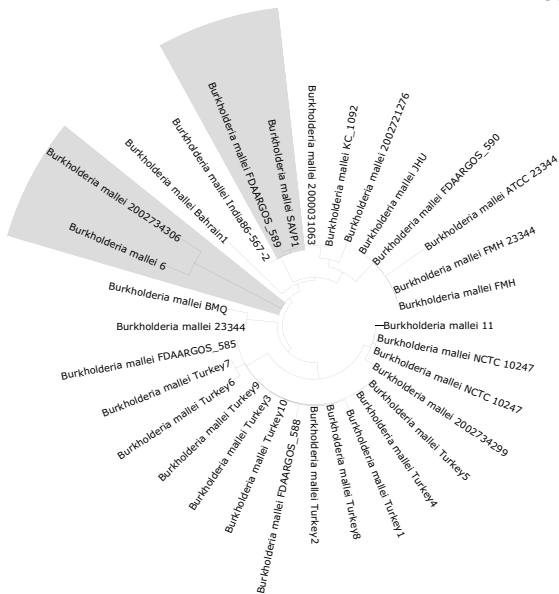 Burkholderia mallei FDAARGOS_589
Burkholderia mallei SAVP1
Burkholderia mallei 2000031063
Burkholderia mallei KC_1092
Burkholderia mallei 2002721276
Burkholderia mallei JHU
Burkholderia mallei FDAARGOS_590
Burkholderia mallei ATCC 23344
Burkholderia mallei FMH 23344
Burkholderia mallei FMH
Burkholderia mallei 11
Burkholderia mallei NCTC 10247
Burkholderia mallei NCTC 10247
Burkholderia mallei 2002734299
Burkholderia mallei Turkey5
Burkholderia mallei Turkey4
Burkholderia mallei Turkey1
Burkholderia mallei Turkey8
Burkholderia mallei Turkey2
Burkholderia mallei FDAARGOS_588
Burkholderia mallei Turkey10
Burkholderia mallei Turkey3
Burkholderia mallei Turkey9
Burkholderia mallei Turkey6
Burkholderia mallei Turkey7
Burkholderia mallei FDAARGOS_585
Burkholderia mallei 23344
Burkholderia mallei BMQ
Burkholderia mallei 6
Burkholderia mallei 2002734306
Burkholderia mallei Bahrain1
Burkholderia mallei India86-567-2